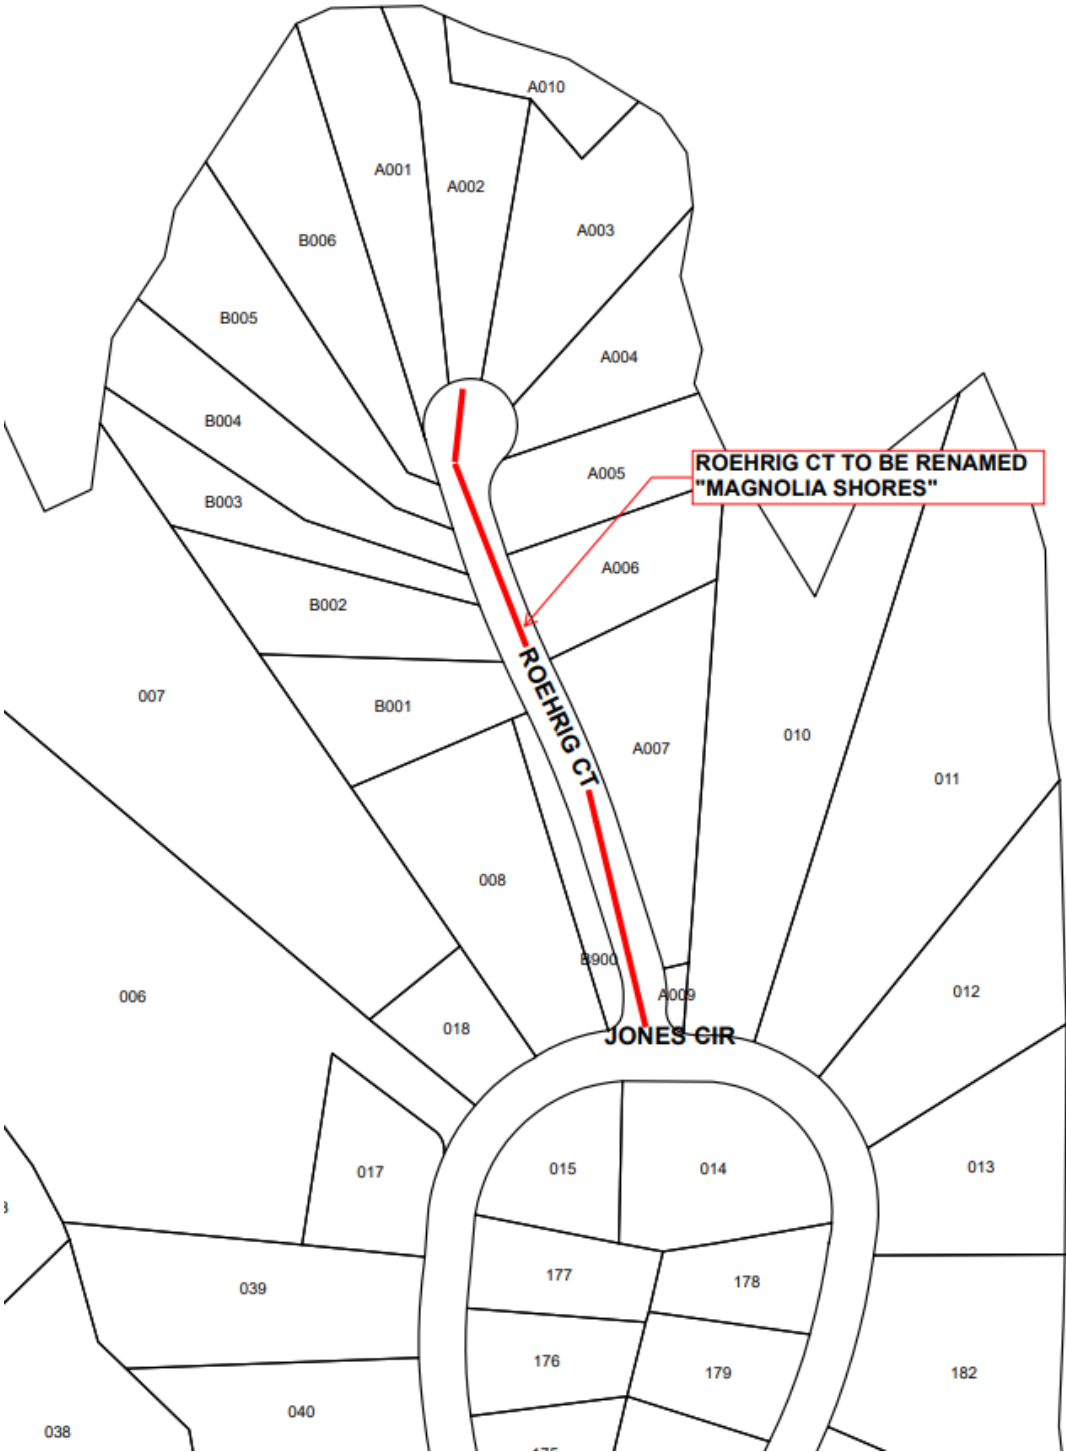 A010
A001
A002
A003
B006
B005
A004
B004
A005
ROEHRIG CT TO BE RENAMED
"MAGNOLIA SHORES"
B003
A006
B002
007
B001
ROEHRIG CT
A007
010
011
008
B900
A009
006
018
012
JONES CIR
017
015
014
013
039
177
178
176
179
182
040
038